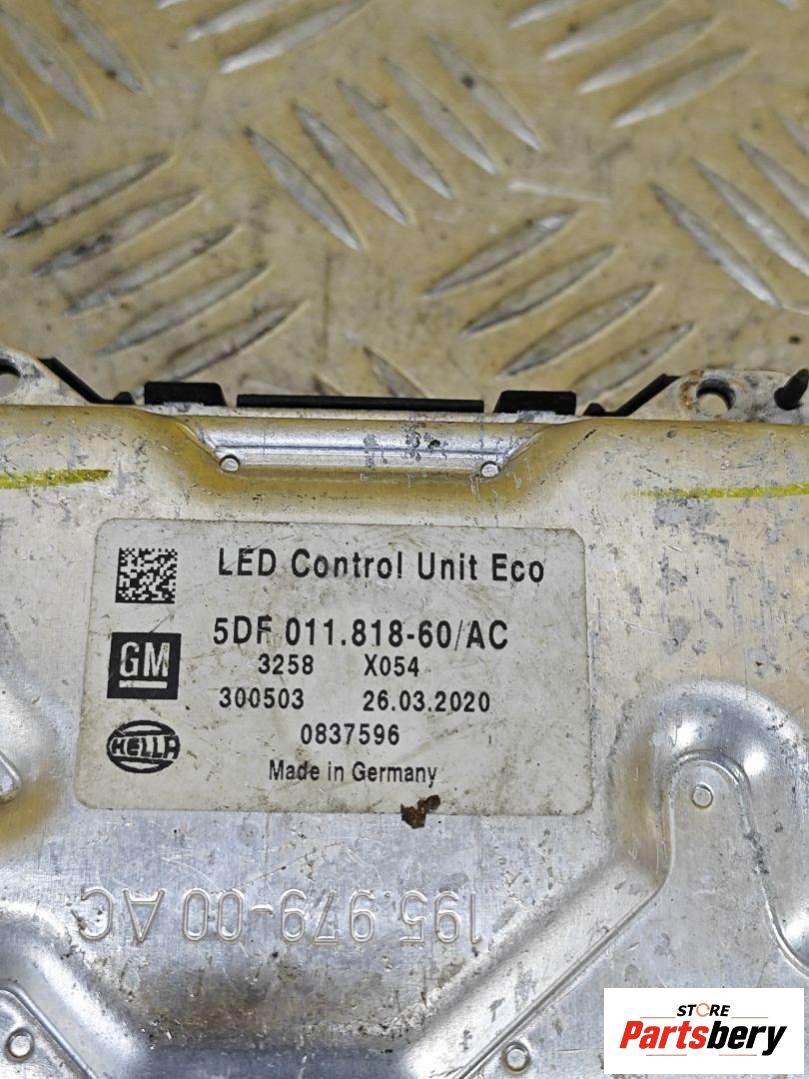 LED Control Unit Eco
5DF 011.818-60/AC
GM
3258 X054
300503 26.03.2020
HELLA
0837596
Made in Germany
195.979-00 AC
STORE
Partsbery